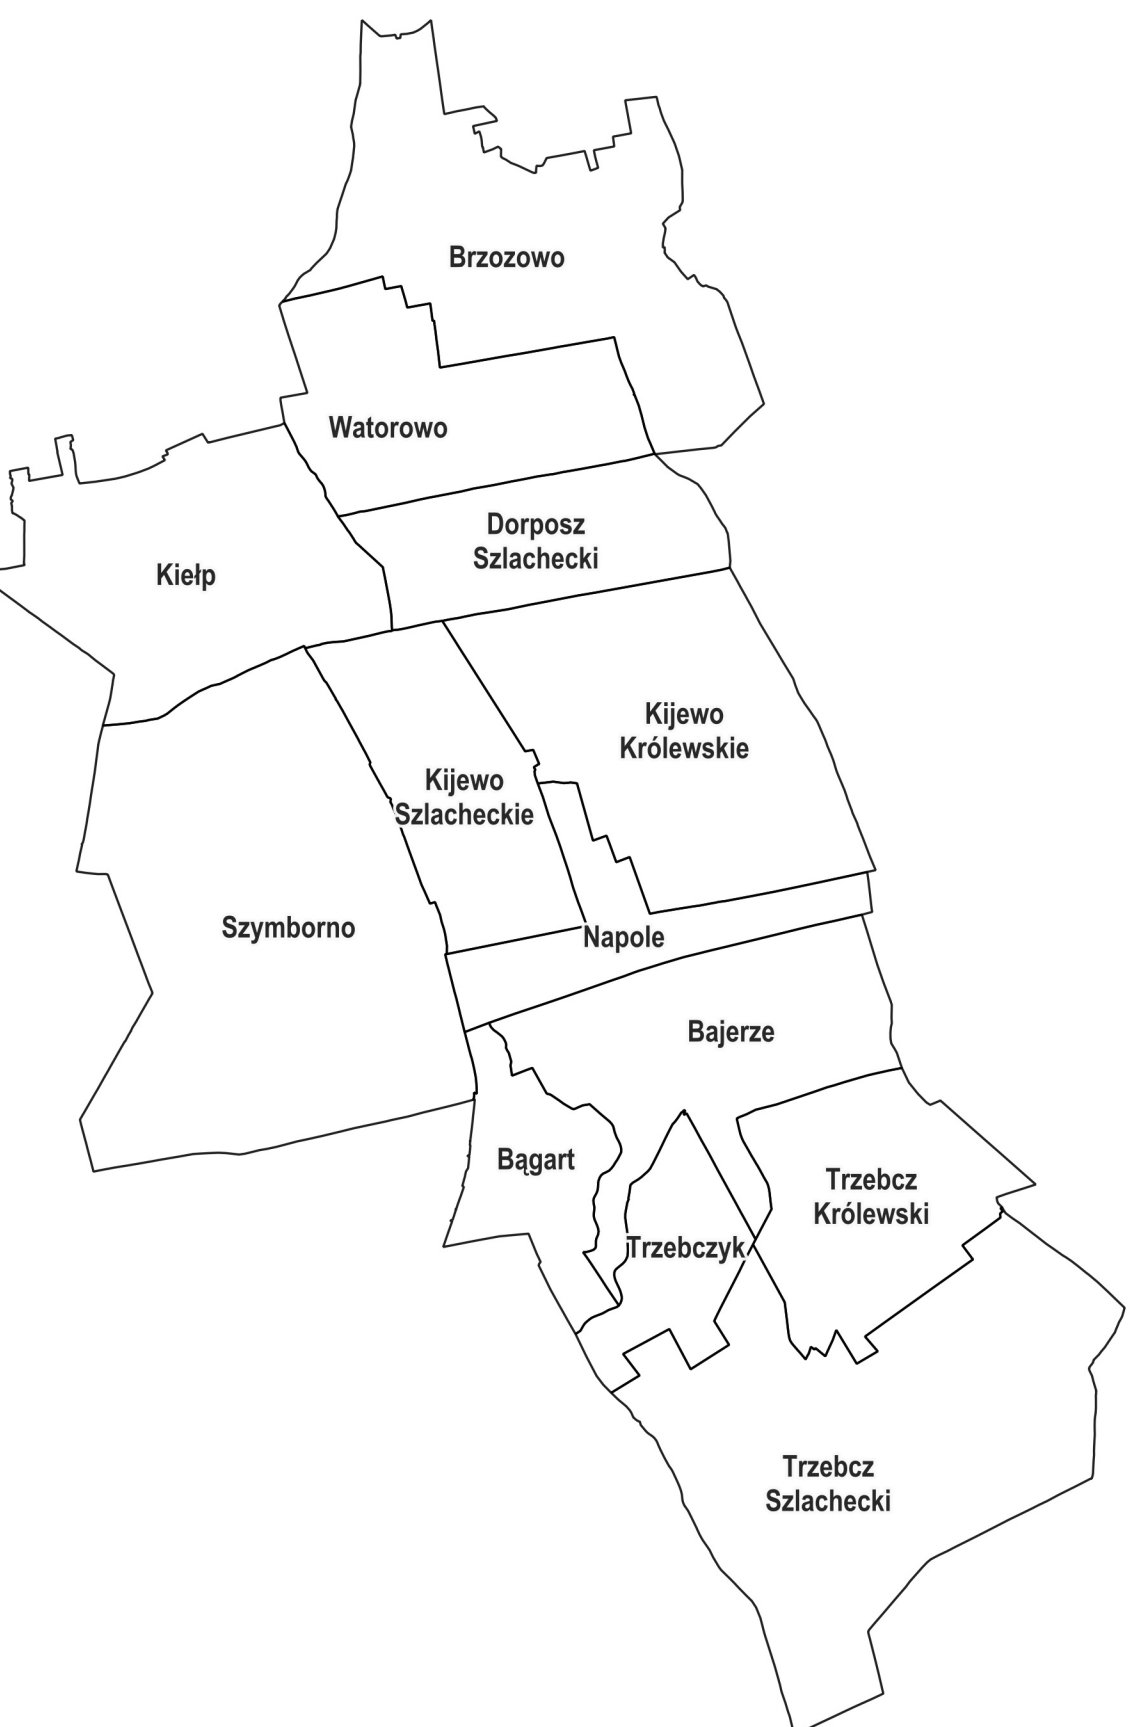 Brzozowo
Watorowo
Dorposz
Szlachecki
Kiełp
Kijewo
Królewskie
Kijewo
Szlacheckie
Szymborno
Napole
Bajerze
Bągart
Trzebcz
Królewski
Trzebczyk
Trzebcz
Szlachecki